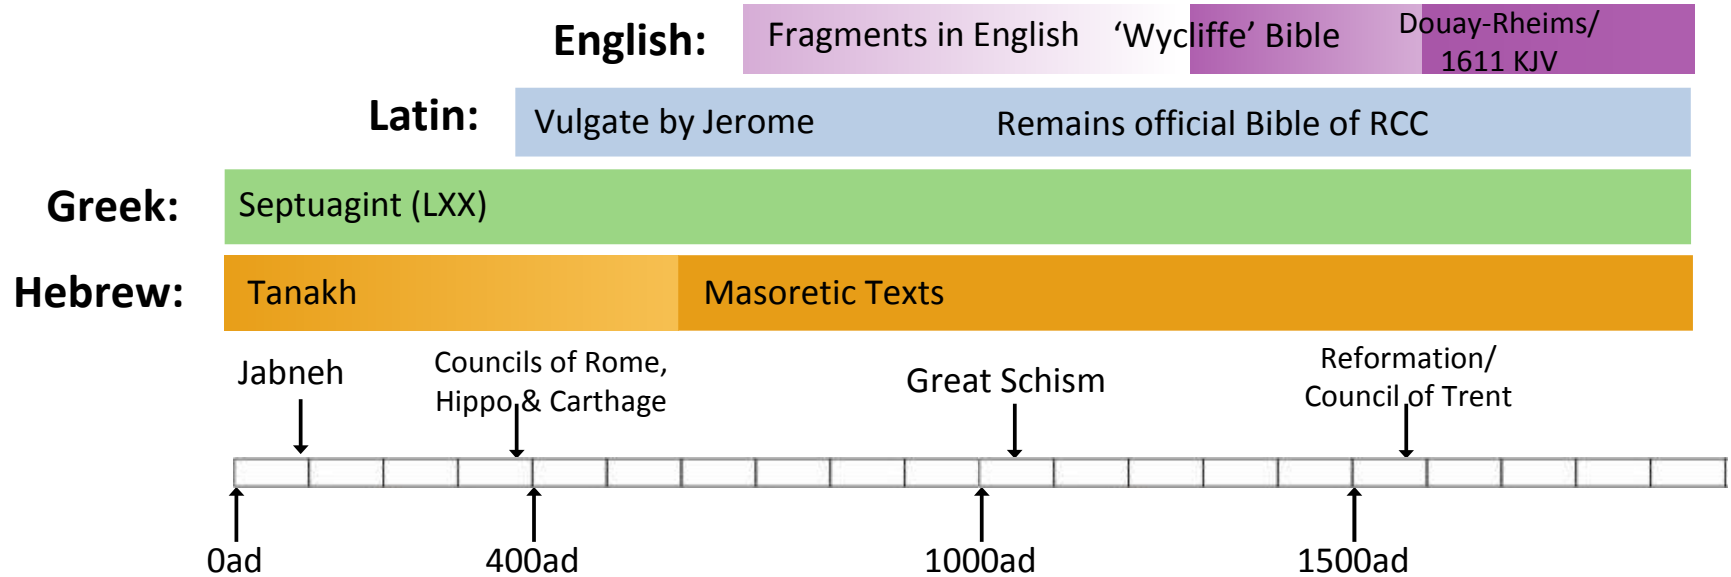 English:
Fragments in English
‘Wycliffe’ Bible
Douay-Rheims/
1611 KJV
Latin:
Vulgate by Jerome
Remains official Bible of RCC
Greek:
Septuagint (LXX)
Hebrew:
Tanakh
Masoretic Texts
Jabneh
Councils of Rome,
Hippo & Carthage
Great Schism
Reformation/
Council of Trent
0ad
400ad
1000ad
1500ad